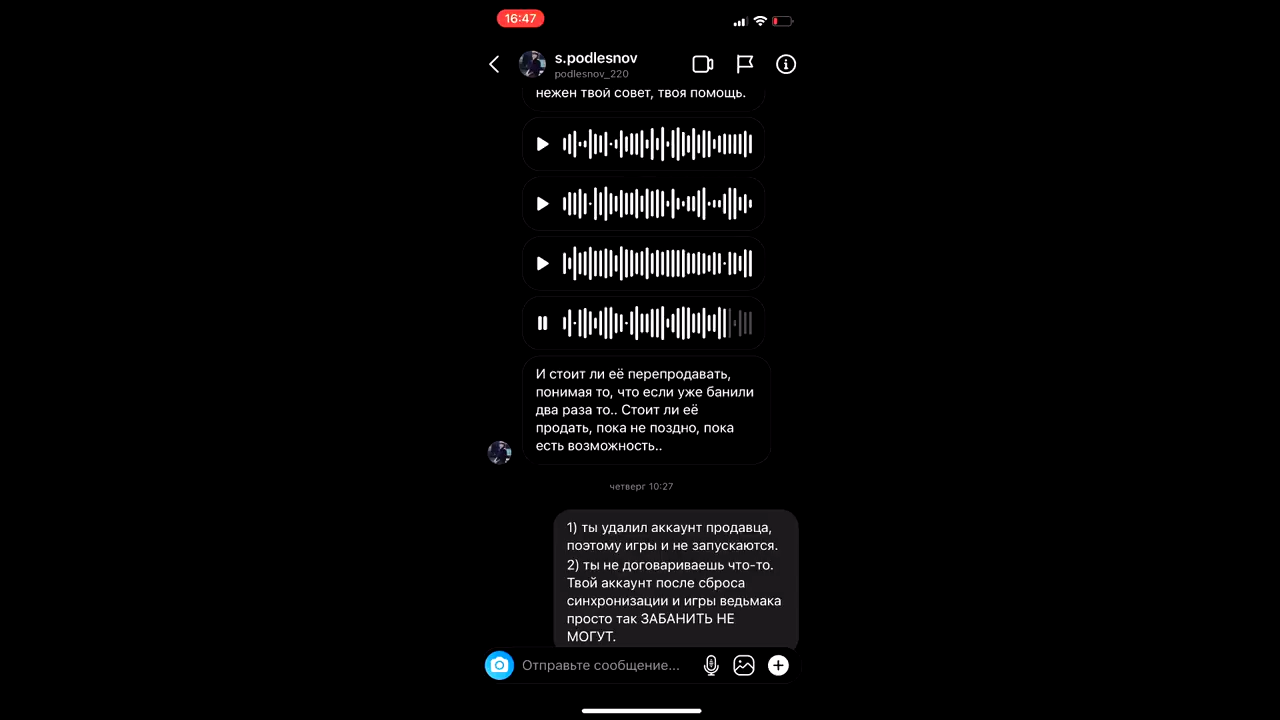 16:47
s.podlesnov
podlesnov_220
нежен твой совет, твоя помощь.
И стоит ли её перепродавать,
понимая то, что если уже банили
два раза то.. Стоит ли её
продать, пока не поздно, пока
есть возможность..
четверг 10:27
1) ты удалил аккаунт продавца,
поэтому игры и не запускаются.
2) ты не договариваешь что-то.
Твой аккаунт после сброса
синхронизации и игры ведьмака
просто так ЗАБАНИТЬ НЕ
МОГУТ.
Отправьте сообщение...